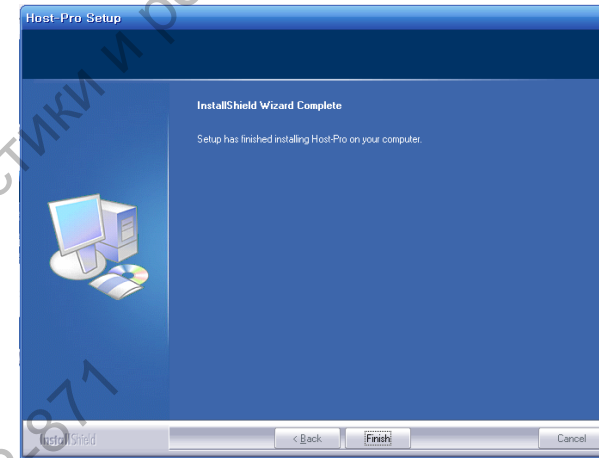 Host-Pro Setup
InstallShield Wizard Complete
Setup has finished installing Host-Pro on your computer.
InstallShield
< Back
Finish
Cancel